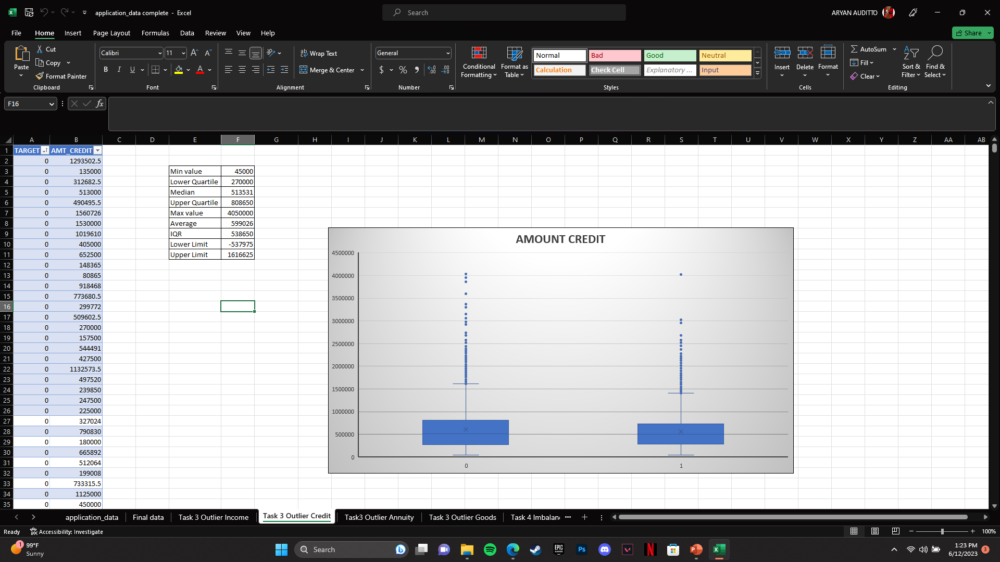 application_data complete - Excel
Search
ARYAN AUDITTO
File Home Insert Page Layout Formulas Data Review View Help
Share
Paste
Cut
Copy
Format Painter
Clipboard
Calibri 11
B I U
Font
Wrap Text
Merge & Center
Alignment
General
$ % ,
Number
Conditional Formatting
Format as Table
Normal Bad Good Neutral
Calculation Check Cell Explanatory ... Input
Styles
Insert Delete Format
Cells
AutoSum
Fill
Clear
Sort & Filter
Find & Select
Editing
F16
fx
A B C D E F G H I J K L M N O P Q R S T U V W X Y Z AA AB
1 TARGET AMT_CREDIT
2 0 1293502.5
3 0 135000 Min value 45000
4 0 312682.5 Lower Quartile 270000
5 0 513000 Median 513531
6 0 490495.5 Upper Quartile 808650
7 0 1560726 Max value 4050000
8 0 1530000 Average 599026
9 0 1019610 IQR 538650
10 0 405000 Lower Limit -537975
11 0 652500 Upper Limit 1616625
12 0 148365
13 0 80865
14 0 918468
15 0 773680.5
16 0 299772
17 0 509602.5
18 0 270000
19 0 157500
20 0 544491
21 0 427500
22 0 1132573.5
23 0 497520
24 0 239850
25 0 247500
26 0 225000
27 0 327024
28 0 790830
29 0 180000
30 0 665892
31 0 512064
32 0 199008
33 0 733315.5
34 0 1125000
35 0 450000
AMOUNT CREDIT
4500000
4000000
3500000
3000000
2500000
2000000
1500000
1000000
500000
0
0 1
application_data Final data Task 3 Outlier Income Task 3 Outlier Credit Task3 Outlier Annuity Task 3 Outlier Goods Task 4 Imbalan ...
Ready Accessibility: Investigate
100%
1
99°F
Sunny
Search
EPIC GAMES
Ps
N
1:23 PM
6/12/2023
3